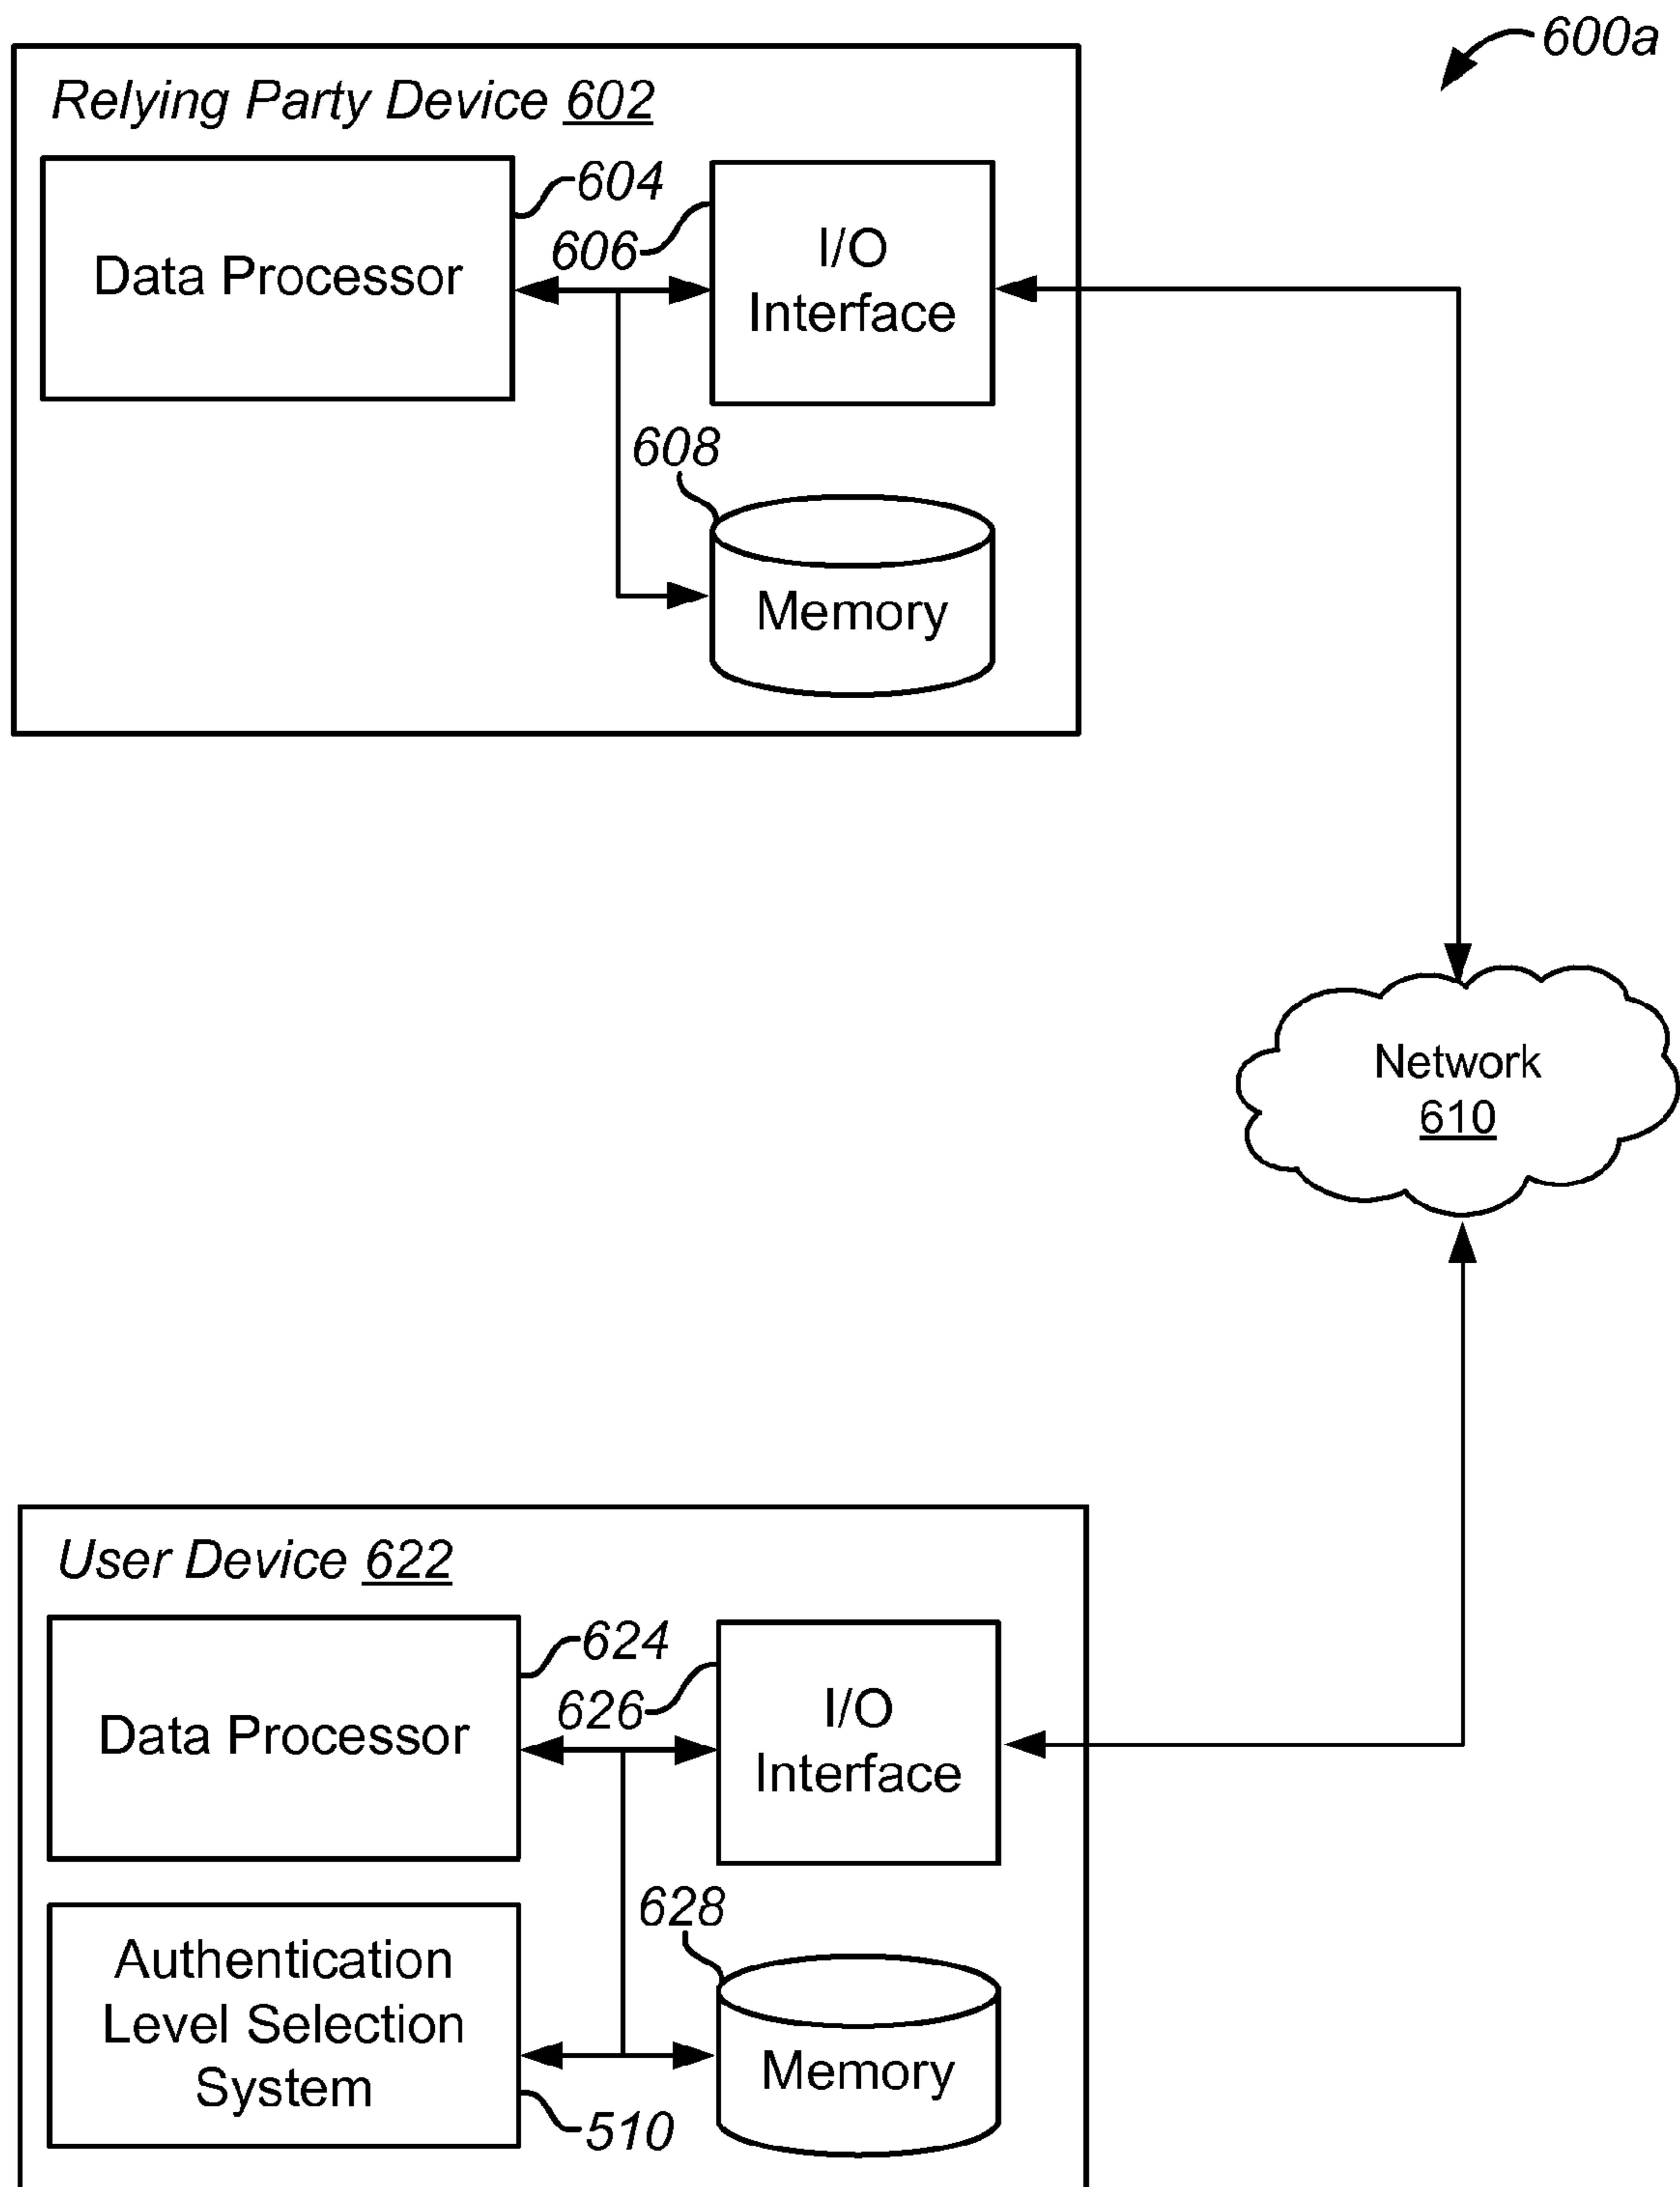 600a
Relying Party Device 602
604
606
Data Processor
I/O
Interface
608
Memory
Network
610
User Device 622
624
626
Data Processor
I/O
Interface
628
Authentication
Level Selection
System
Memory
510